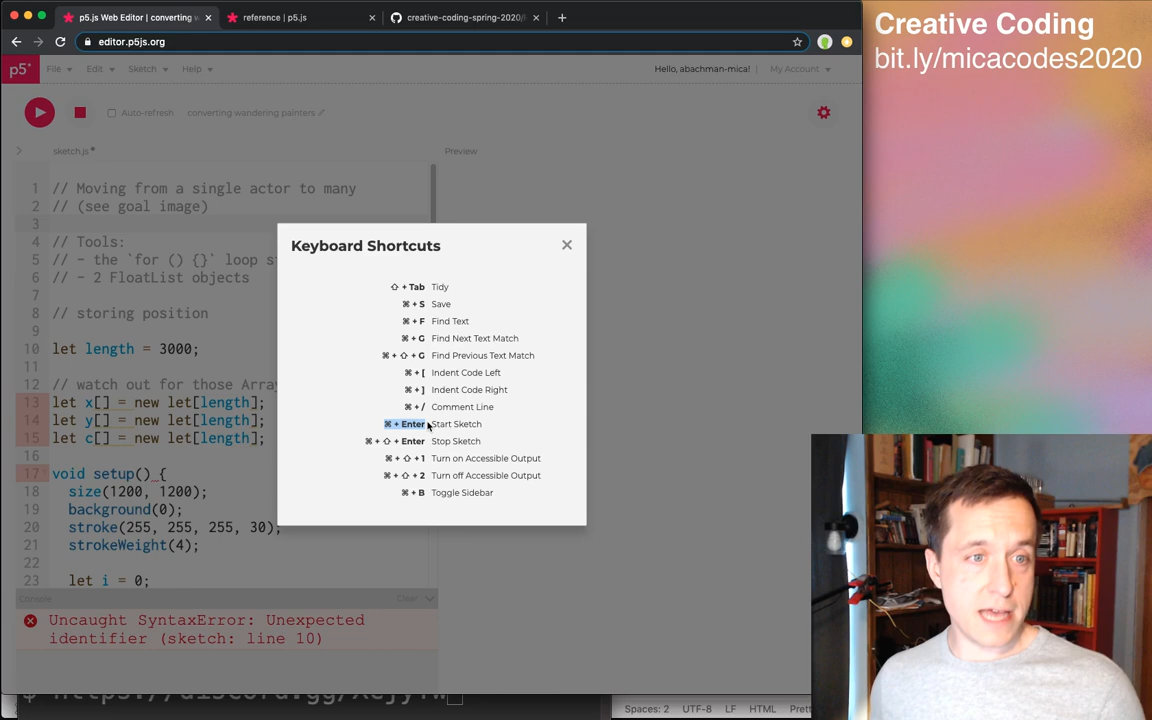 p5.js Web Editor | converting w
reference | p5.js
creative-coding-spring-2020/
editor.p5js.org
p5*
File
Edit
Sketch
Help
Hello, abachman-mica!
My Account
Auto-refresh
converting wandering painters
sketch.js
Preview
1 // Moving from a single actor to many
2 // (see goal image)
3
4 // Tools:
5 // - the `for () {}` loop s
6 // - 2 FloatList objects
7
8 // storing position
9
10 let length = 3000;
11
12 // watch out for those Array
13 let x[] = new let[length];
14 let y[] = new let[length];
15 let c[] = new let[length];
16
17 void setup() {
18 size(1200, 1200);
19 background(0);
20 stroke(255, 255, 255, 30);
21 strokeWeight(4);
22
23 let i = 0;
Console
Clear
Uncaught SyntaxError: Unexpected
identifier (sketch: line 10)
Keyboard Shortcuts
⇧ + Tab Tidy
⌘ + S Save
⌘ + F Find Text
⌘ + G Find Next Text Match
⌘ + ⇧ + G Find Previous Text Match
⌘ + [ Indent Code Left
⌘ + ] Indent Code Right
⌘ + / Comment Line
⌘ + Enter Start Sketch
⌘ + ⇧ + Enter Stop Sketch
⌘ + ⇧ + 1 Turn on Accessible Output
⌘ + ⇧ + 2 Turn off Accessible Output
⌘ + B Toggle Sidebar
Spaces: 2 UTF-8 LF HTML
Creative Coding
bit.ly/micacodes2020